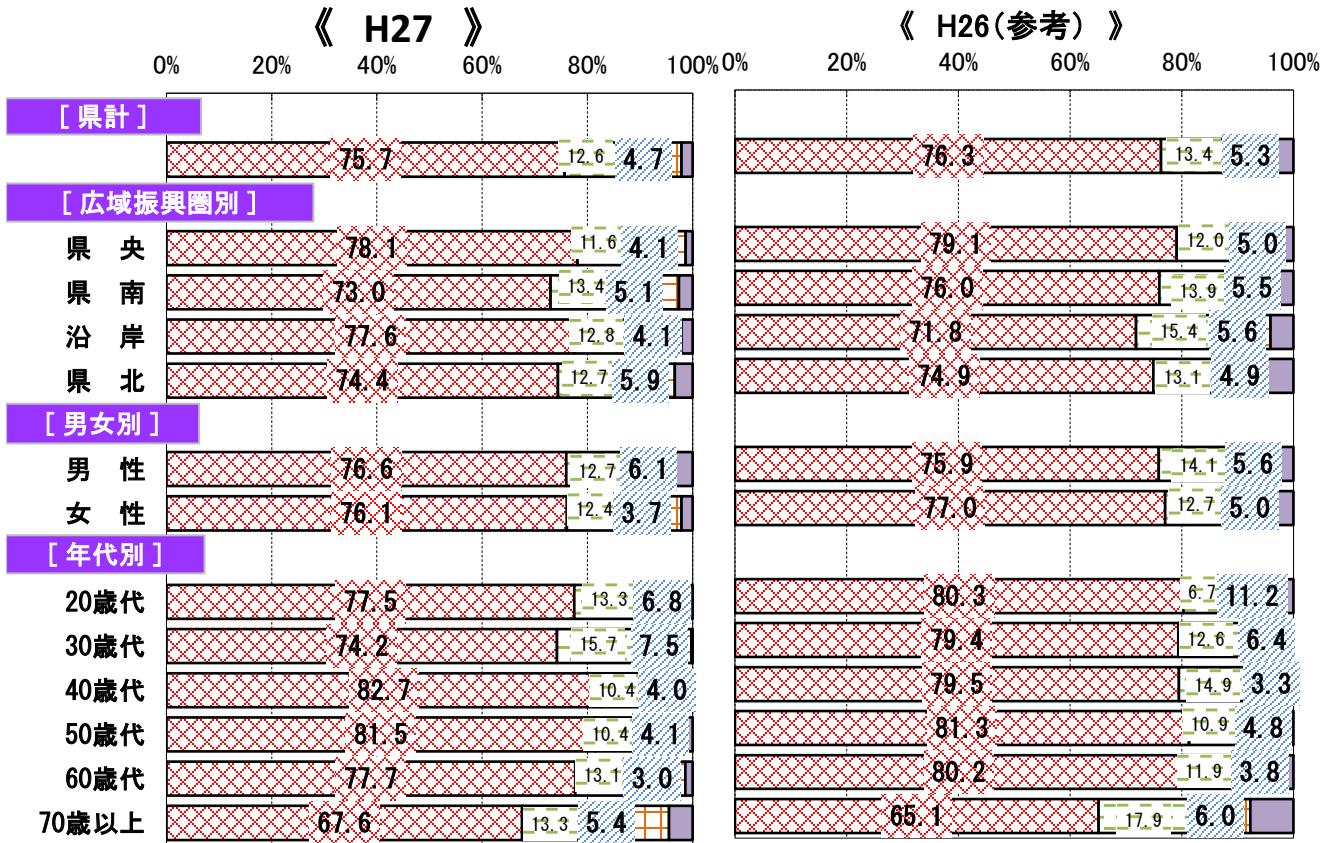 《 H27 》 《 H26(参考) 》
0% 20% 40% 60% 80% 100% 0% 20% 40% 60% 80% 100%
[ 県計 ]
75.7 12.6 4.7 76.3 13.4 5.3
[ 広域振興圏別 ]
県 央 78.1 11.6 4.1 79.1 12.0 5.0
県 南 73.0 13.4 5.1 76.0 13.9 5.5
沿 岸 77.6 12.8 4.1 71.8 15.4 5.6
県 北 74.4 12.7 5.9 74.9 13.1 4.9
[ 男女別 ]
男 性 76.6 12.7 6.1 75.9 14.1 5.6
女 性 76.1 12.4 3.7 77.0 12.7 5.0
[ 年代別 ]
20歳代 77.5 13.3 6.8 80.3 6.7 11.2
30歳代 74.2 15.7 7.5 79.4 12.6 6.4
40歳代 82.7 10.4 4.0 79.5 14.9 3.3
50歳代 81.5 10.4 4.1 81.3 10.9 4.8
60歳代 77.7 13.1 3.0 80.2 11.9 3.8
70歳以上 67.6 13.3 5.4 65.1 17.9 6.0